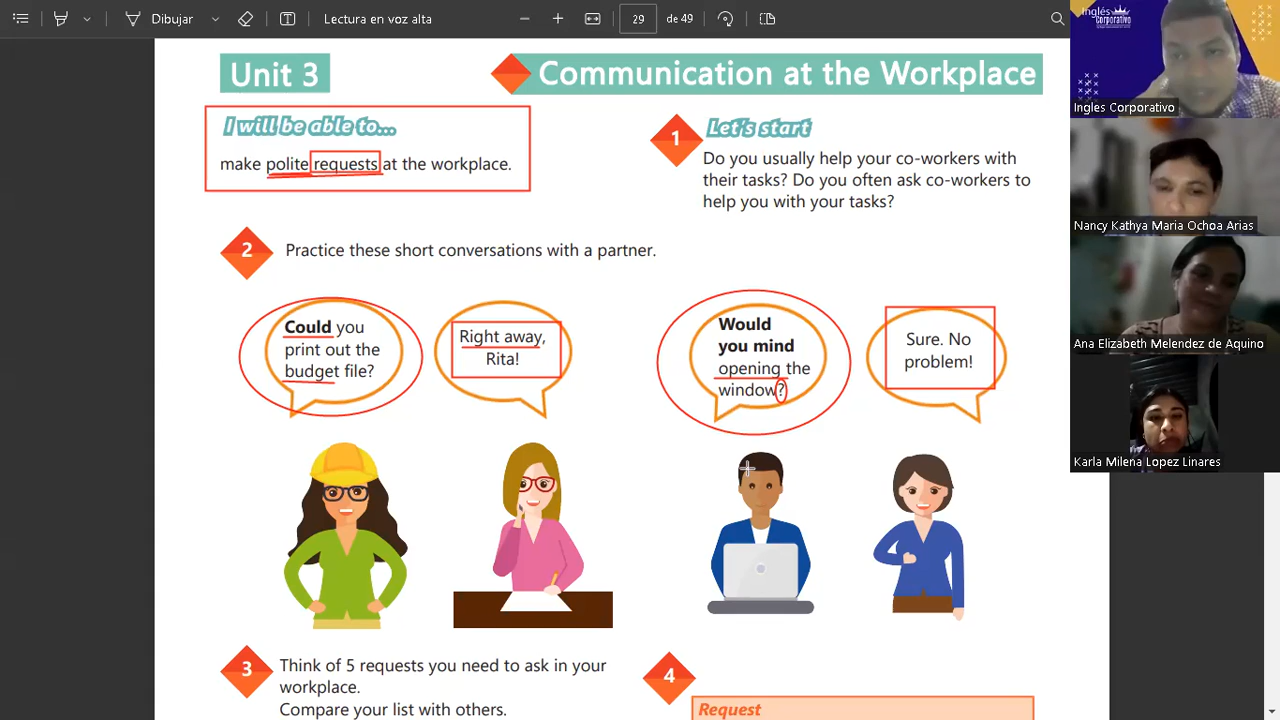 Dibujar
Lectura en voz alta
29
de 49
Unit 3
Communication at the Workplace
I will be able to...
make polite requests at the workplace.
1
Let's start
Do you usually help your co-workers with
their tasks? Do you often ask co-workers to
help you with your tasks?
2
Practice these short conversations with a partner.
Could you
print out the
budget file?
Right away,
Rita!
Would
you mind
opening the
window?
Sure. No
problem!
3
Think of 5 requests you need to ask in your
workplace.
Compare your list with others.
4
Request
Inglés
Corporativo
Ingles Corporativo
Nancy Kathya Maria Ochoa Arias
Ana Elizabeth Melendez de Aquino
Karla Milena Lopez Linares